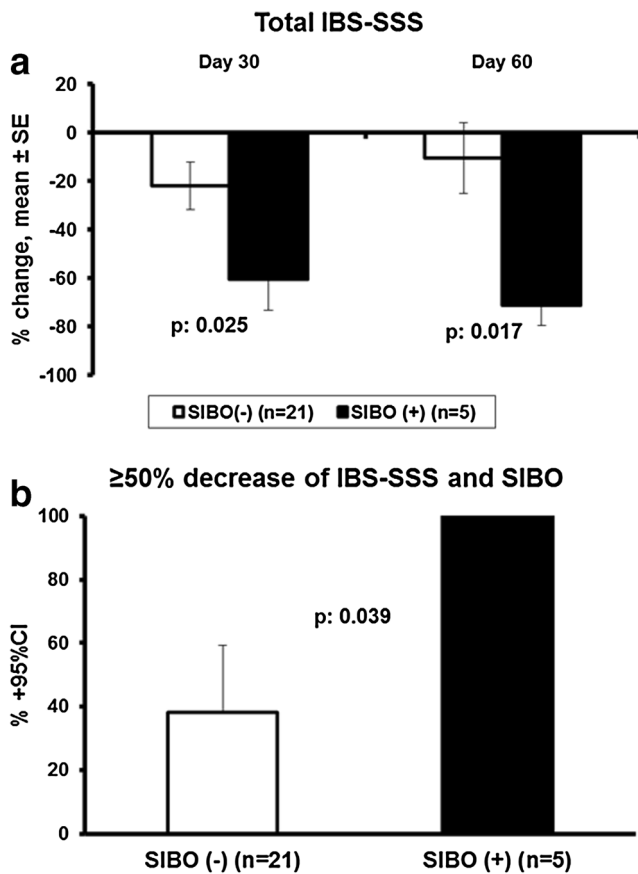 Total IBS-SSS
a
Day 30 Day 60
% change, mean ± SE
20
0
-20
-40
-60
-80
-100
p: 0.025 p: 0.017
SIBO(-) (n=21) SIBO (+) (n=5)
b
≥50% decrease of IBS-SSS and SIBO
% +95%CI
100
80
60
40
20
0
p: 0.039
SIBO (-) (n=21) SIBO (+) (n=5)